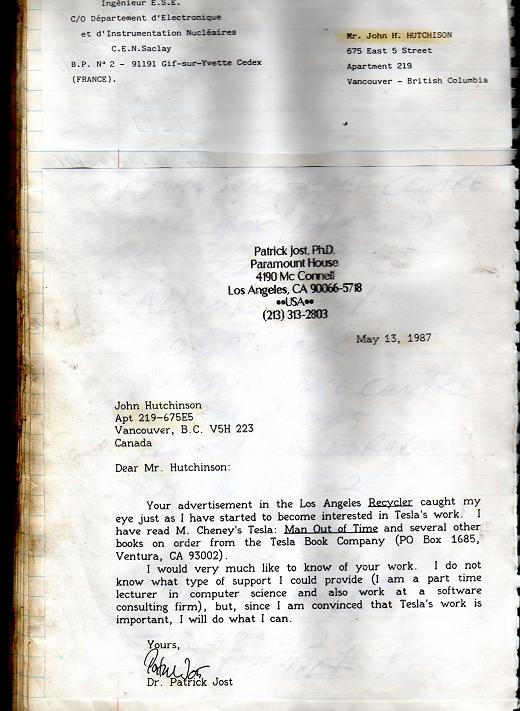 Ingénieur E.S.E.
C/O Département d'Electronique
et d'Instrumentation Nucléaires
C.E.N.Saclay
B.P. N° 2 - 91191 Gif-sur-Yvette Cedex
(FRANCE).
Mr. John H. HUTCHISON
675 East 5 Street
Apartment 219
Vancouver - British Columbia
Patrick Jost, Ph.D.
Paramount House
4190 Mc Connell
Los Angeles, CA 90066-5718
••USA••
(213) 313-2803
May 13, 1987
John Hutchinson
Apt 219-675E5
Vancouver, B.C. V5H 223
Canada
Dear Mr. Hutchinson:
Your advertisement in the Los Angeles Recycler caught my
eye just as I have started to become interested in Tesla's work. I
have read M. Cheney's Tesla: Man Out of Time and several other
books on order from the Tesla Book Company (PO Box 1685,
Ventura, CA 93002).
I would very much like to know of your work. I do not
know what type of support I could provide (I am a part time
lecturer in computer science and also work at a software
consulting firm), but, since I am convinced that Tesla's work is
important, I will do what I can.
Yours,
Patrick Jost
Dr. Patrick Jost